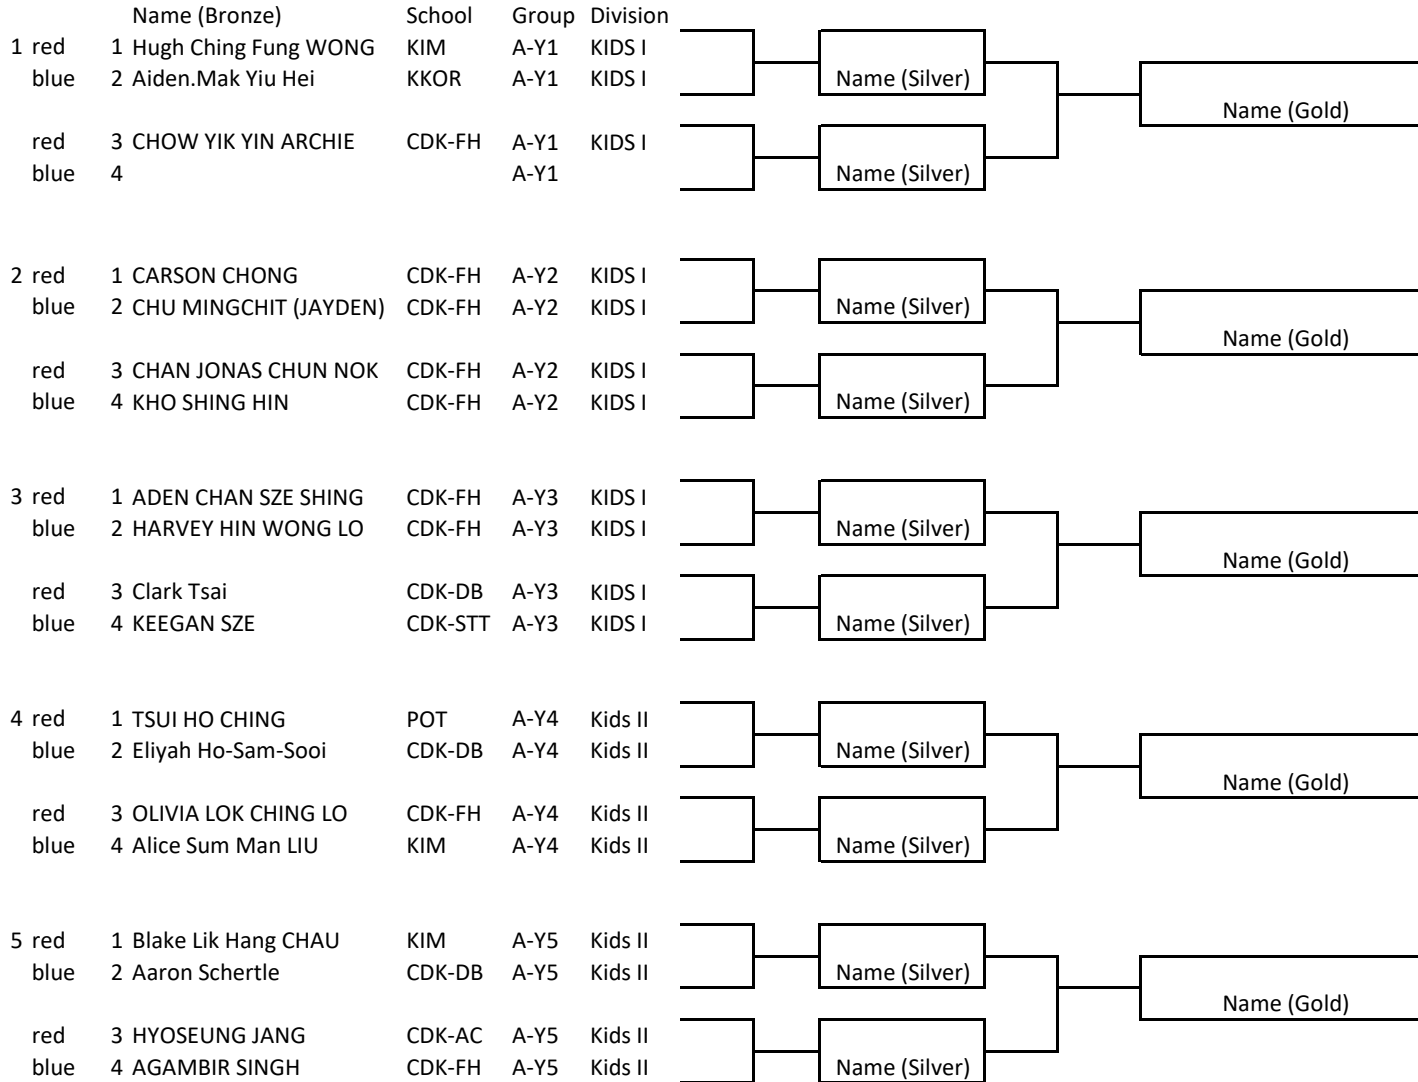 Name (Bronze) School Group Division
1 red 1 Hugh Ching Fung WONG KIM A-Y1 KIDS I
blue 2 Aiden.Mak Yiu Hei KKOR A-Y1 KIDS I Name (Silver)
Name (Gold)
red 3 CHOW YIK YIN ARCHIE CDK-FH A-Y1 KIDS I
blue 4 A-Y1 Name (Silver)
2 red 1 CARSON CHONG CDK-FH A-Y2 KIDS I
blue 2 CHU MINGCHIT (JAYDEN) CDK-FH A-Y2 KIDS I Name (Silver)
Name (Gold)
red 3 CHAN JONAS CHUN NOK CDK-FH A-Y2 KIDS I
blue 4 KHO SHING HIN CDK-FH A-Y2 KIDS I Name (Silver)
3 red 1 ADEN CHAN SZE SHING CDK-FH A-Y3 KIDS I
blue 2 HARVEY HIN WONG LO CDK-FH A-Y3 KIDS I Name (Silver)
Name (Gold)
red 3 Clark Tsai CDK-DB A-Y3 KIDS I
blue 4 KEEGAN SZE CDK-STT A-Y3 KIDS I Name (Silver)
4 red 1 TSUI HO CHING POT A-Y4 Kids II
blue 2 Eliyah Ho-Sam-Sooi CDK-DB A-Y4 Kids II Name (Silver)
Name (Gold)
red 3 OLIVIA LOK CHING LO CDK-FH A-Y4 Kids II
blue 4 Alice Sum Man LIU KIM A-Y4 Kids II Name (Silver)
5 red 1 Blake Lik Hang CHAU KIM A-Y5 Kids II
blue 2 Aaron Schertle CDK-DB A-Y5 Kids II Name (Silver)
Name (Gold)
red 3 HYOSEUNG JANG CDK-AC A-Y5 Kids II
blue 4 AGAMBIR SINGH CDK-FH A-Y5 Kids II Name (Silver)